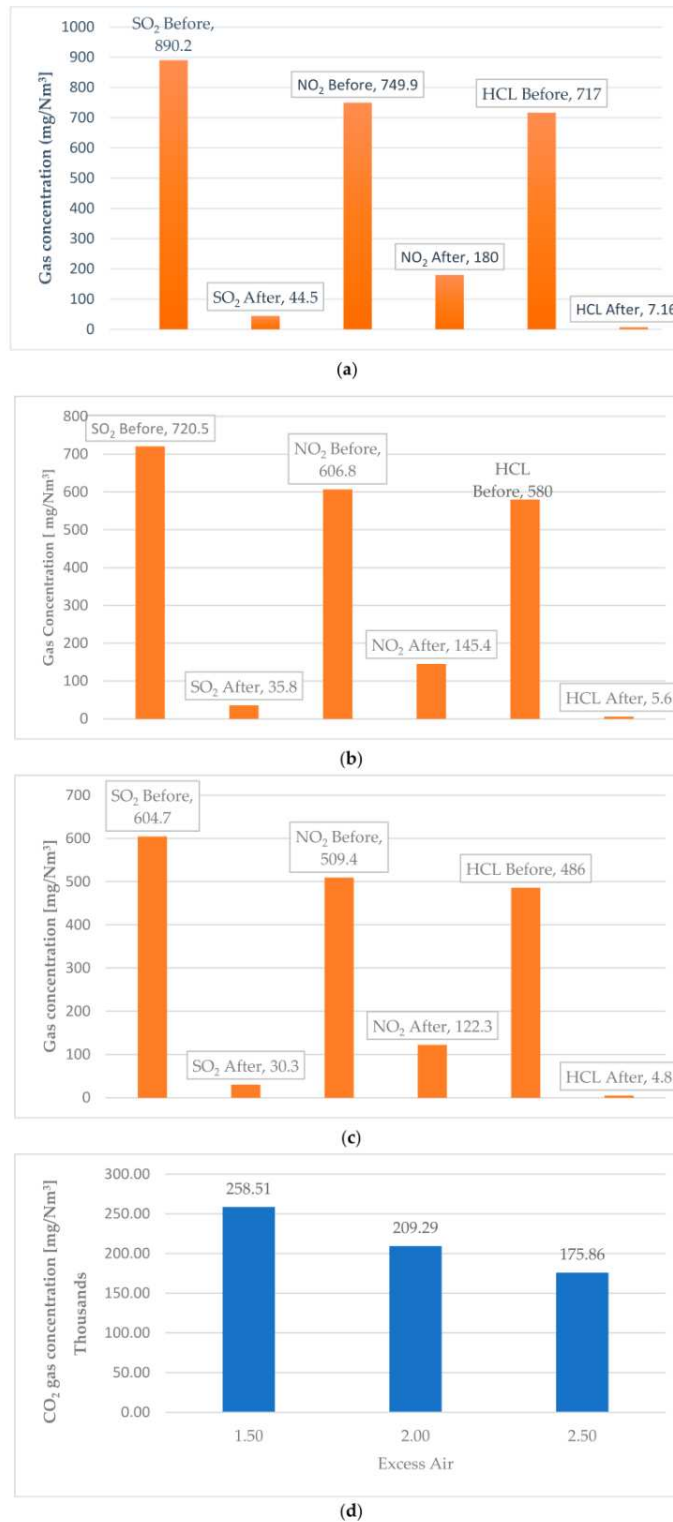 Gas concentration (mg/Nm³)
1000
900
800
700
600
500
400
300
200
100
0
SO₂ Before,
890.2
SO₂ After, 44.5
NO₂ Before, 749.9
NO₂ After, 180
HCL Before, 717
HCL After, 7.16
(a)
Gas Concentration [ mg/Nm³]
800
700
600
500
400
300
200
100
0
SO₂ Before, 720.5
SO₂ After, 35.8
NO₂ Before,
606.8
NO₂ After, 145.4
HCL
Before, 580
HCL After, 5.6
(b)
Gas concentration [mg/Nm³]
700
600
500
400
300
200
100
0
SO₂ Before,
604.7
SO₂ After, 30.3
NO₂ Before,
509.4
NO₂ After, 122.3
HCL Before, 486
HCL After, 4.8
(c)
CO₂ gas concentration [mg/Nm³]
Thousands
300.00
250.00
200.00
150.00
100.00
50.00
0.00
258.51
209.29
175.86
1.50
2.00
2.50
Excess Air
(d)